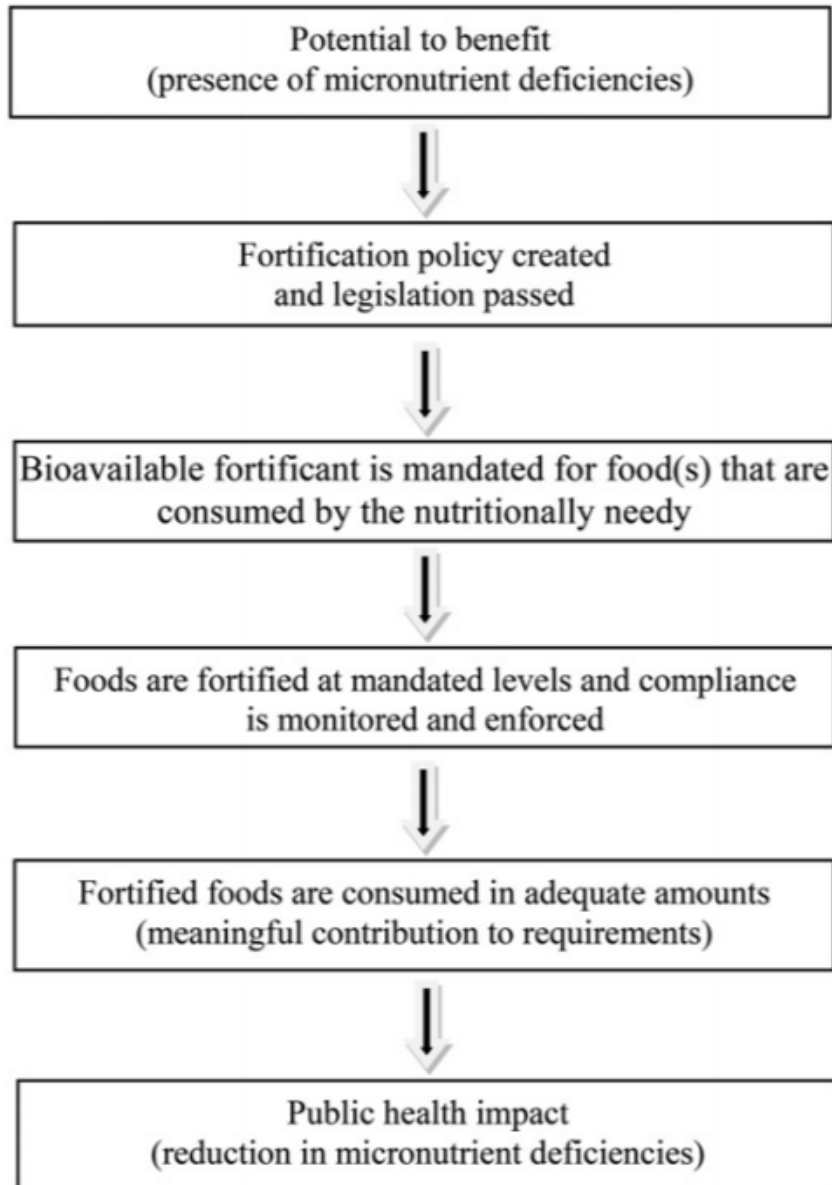 Potential to benefit
(presence of micronutrient deficiencies)
Fortification policy created
and legislation passed
Bioavailable fortificant is mandated for food(s) that are
consumed by the nutritionally needy
Foods are fortified at mandated levels and compliance
is monitored and enforced
Fortified foods are consumed in adequate amounts
(meaningful contribution to requirements)
Public health impact
(reduction in micronutrient deficiencies)